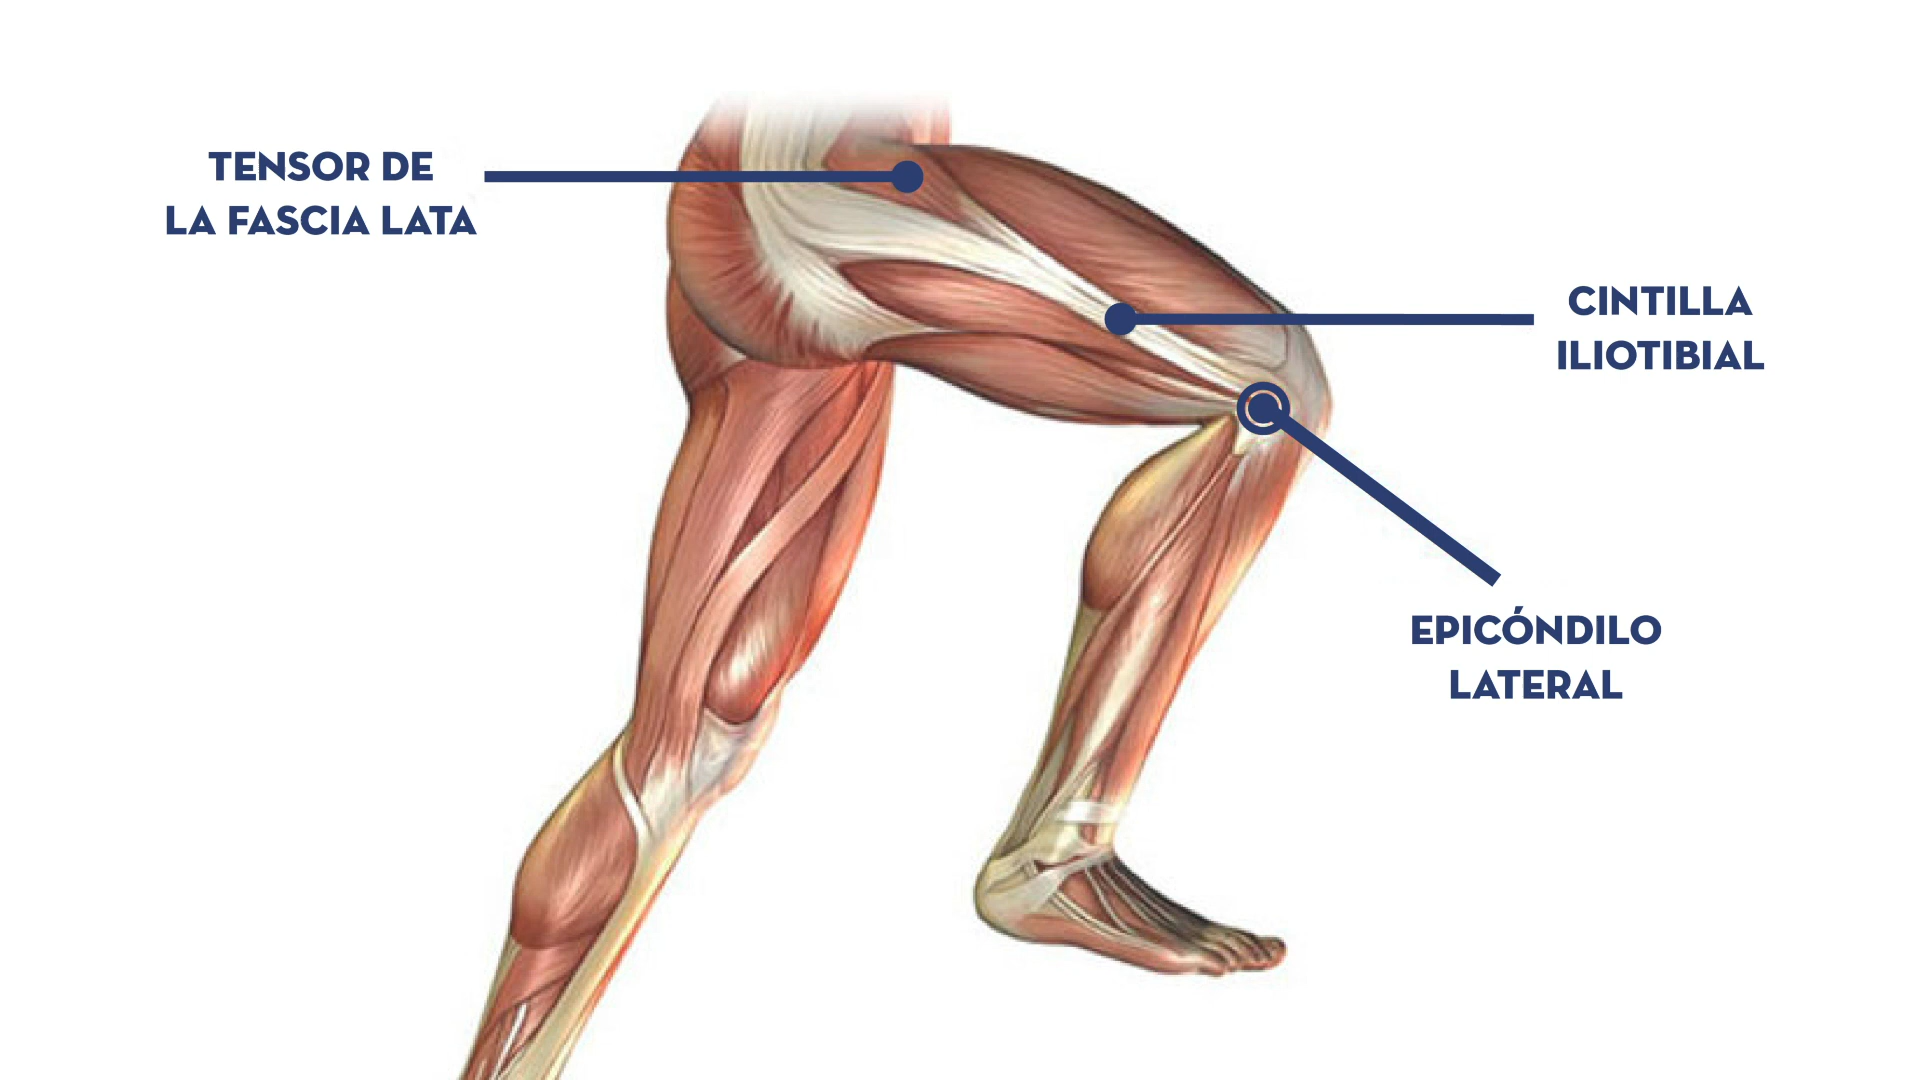 TENSOR DE
LA FASCIA LATA
CINTILLA
ILIOTIBIAL
EPICÓNDILO
LATERAL